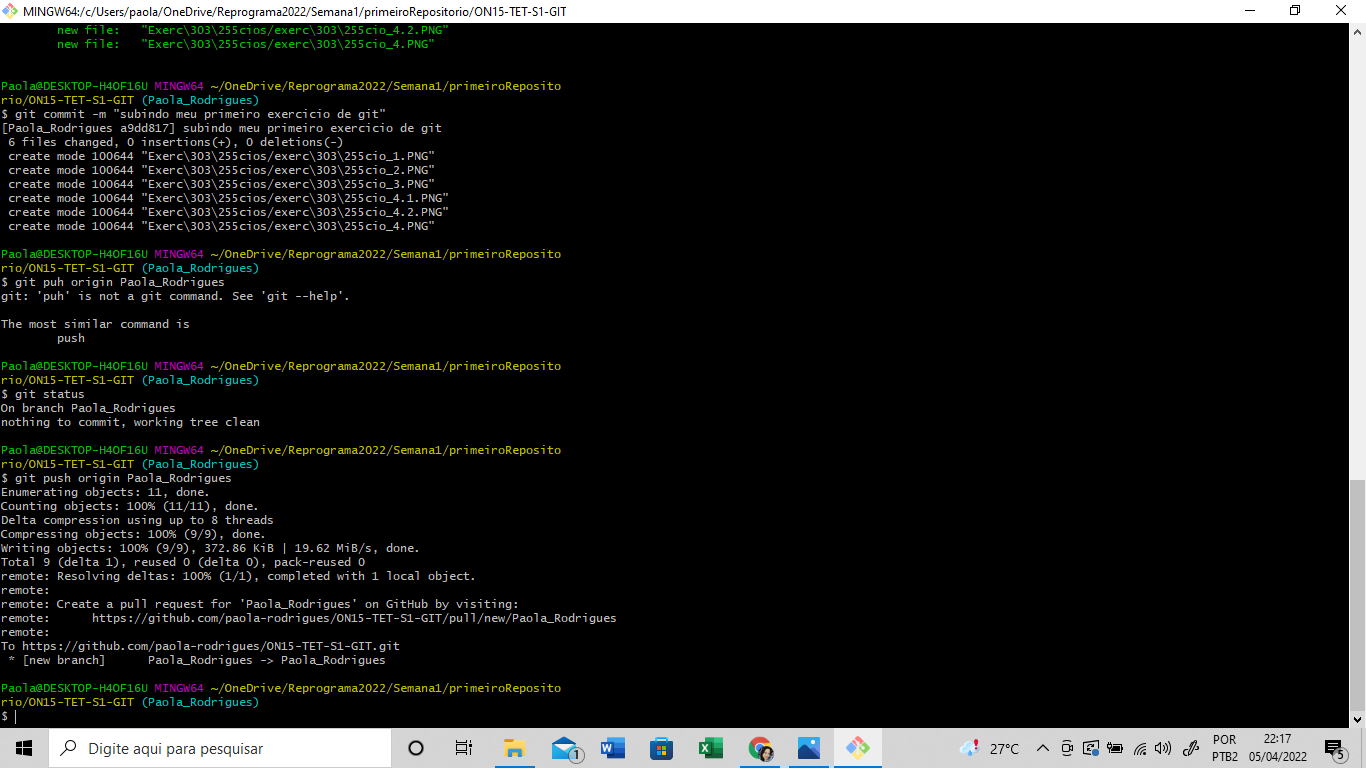 MINGW64:/c/Users/paola/OneDrive/Reprograma2022/Semana1/primeiroRepositorio/ON15-TET-S1-GIT
new file:   "Exerc\303\255cios/exerc\303\255cio_4.2.PNG"
new file:   "Exerc\303\255cios/exerc\303\255cio_4.PNG"
Paola@DESKTOP-H4OF16U MINGW64 ~/OneDrive/Reprograma2022/Semana1/primeiroReposito
rio/ON15-TET-S1-GIT (Paola_Rodrigues)
$ git commit -m "subindo meu primeiro exercicio de git"
[Paola_Rodrigues a9dd817] subindo meu primeiro exercicio de git
6 files changed, 0 insertions(+), 0 deletions(-)
create mode 100644 "Exerc\303\255cios/exerc\303\255cio_1.PNG"
create mode 100644 "Exerc\303\255cios/exerc\303\255cio_2.PNG"
create mode 100644 "Exerc\303\255cios/exerc\303\255cio_3.PNG"
create mode 100644 "Exerc\303\255cios/exerc\303\255cio_4.1.PNG"
create mode 100644 "Exerc\303\255cios/exerc\303\255cio_4.2.PNG"
create mode 100644 "Exerc\303\255cios/exerc\303\255cio_4.PNG"
Paola@DESKTOP-H4OF16U MINGW64 ~/OneDrive/Reprograma2022/Semana1/primeiroReposito
rio/ON15-TET-S1-GIT (Paola_Rodrigues)
$ git puh origin Paola_Rodrigues
git: 'puh' is not a git command. See 'git --help'.
The most similar command is
push
Paola@DESKTOP-H4OF16U MINGW64 ~/OneDrive/Reprograma2022/Semana1/primeiroReposito
rio/ON15-TET-S1-GIT (Paola_Rodrigues)
$ git status
On branch Paola_Rodrigues
nothing to commit, working tree clean
Paola@DESKTOP-H4OF16U MINGW64 ~/OneDrive/Reprograma2022/Semana1/primeiroReposito
rio/ON15-TET-S1-GIT (Paola_Rodrigues)
$ git push origin Paola_Rodrigues
Enumerating objects: 11, done.
Counting objects: 100% (11/11), done.
Delta compression using up to 8 threads
Compressing objects: 100% (9/9), done.
Writing objects: 100% (9/9), 372.86 KiB | 19.62 MiB/s, done.
Total 9 (delta 1), reused 0 (delta 0), pack-reused 0
remote: Resolving deltas: 100% (1/1), completed with 1 local object.
remote:
remote: Create a pull request for 'Paola_Rodrigues' on GitHub by visiting:
remote:      https://github.com/paola-rodrigues/ON15-TET-S1-GIT/pull/new/Paola_Rodrigues
remote:
To https://github.com/paola-rodrigues/ON15-TET-S1-GIT.git
* [new branch]      Paola_Rodrigues -> Paola_Rodrigues
Paola@DESKTOP-H4OF16U MINGW64 ~/OneDrive/Reprograma2022/Semana1/primeiroReposito
rio/ON15-TET-S1-GIT (Paola_Rodrigues)
$
Digite aqui para pesquisar
1
27°C
POR
PTB2
22:17
05/04/2022
5